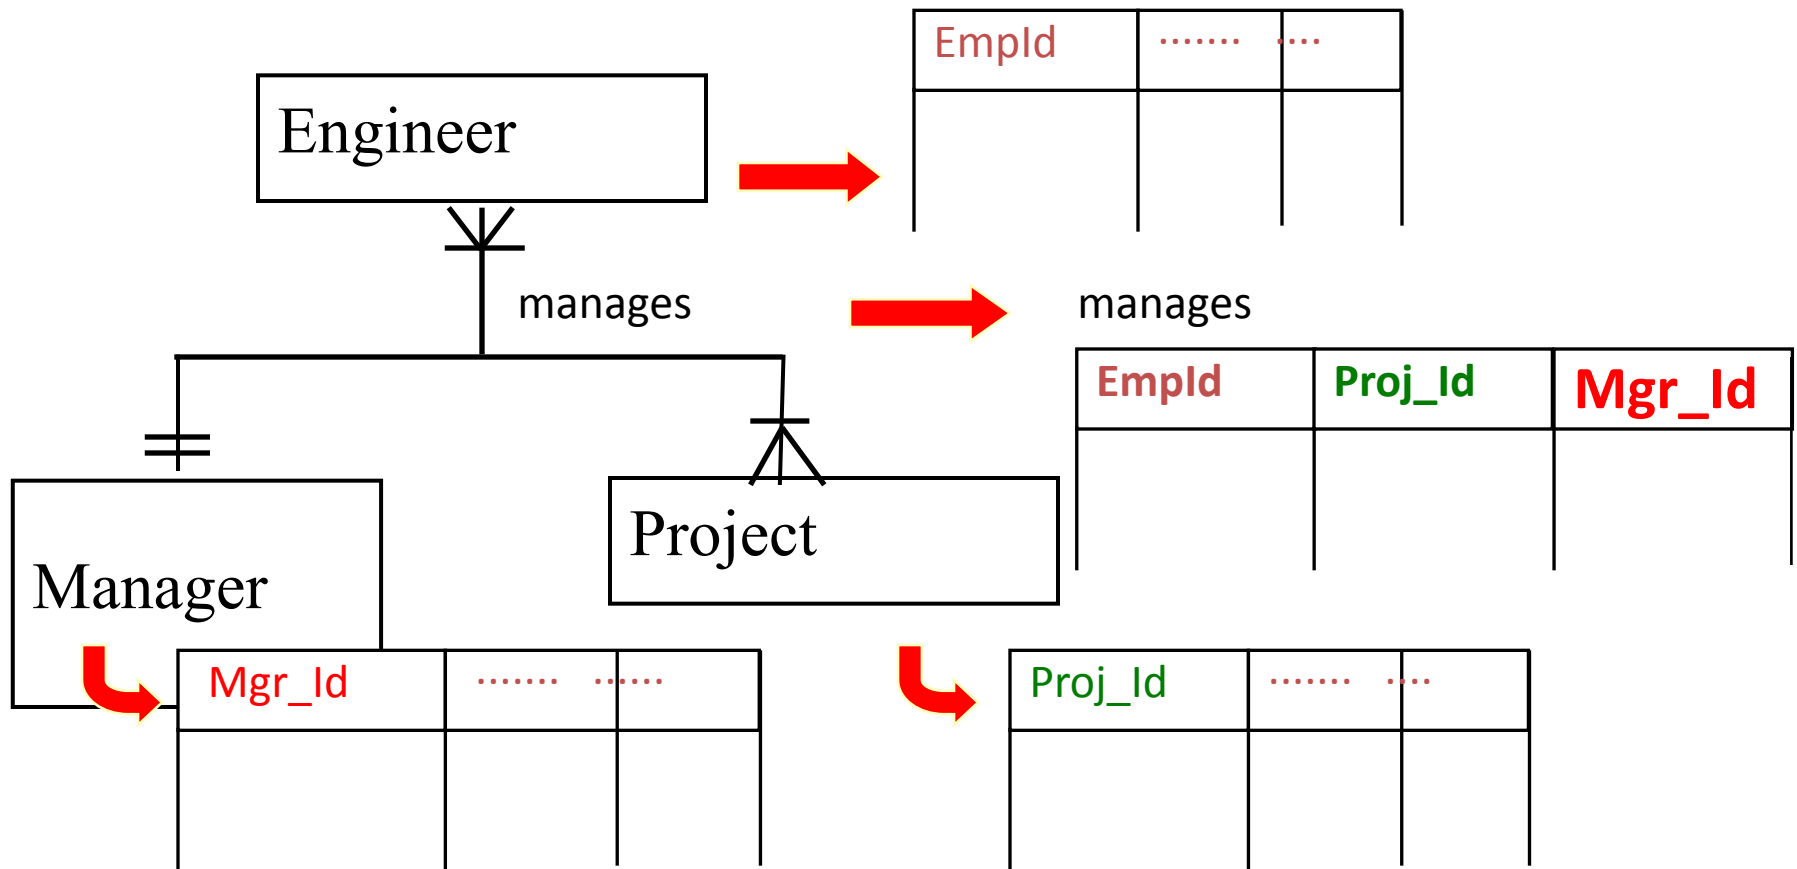 EmpId ....... ....
Engineer
manages
manages
EmpId Proj_Id Mgr_Id
Project
Manager
Mgr_Id ....... ......
Proj_Id ....... ....